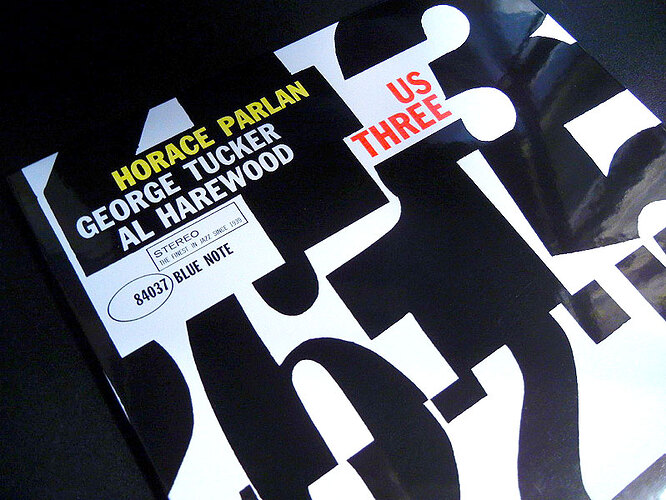 HORACE PARLAN
GEORGE TUCKER
AL HAREWOOD
US
THREE
STEREO
THE FINEST IN JAZZ SINCE 1939
84037 BLUE NOTE